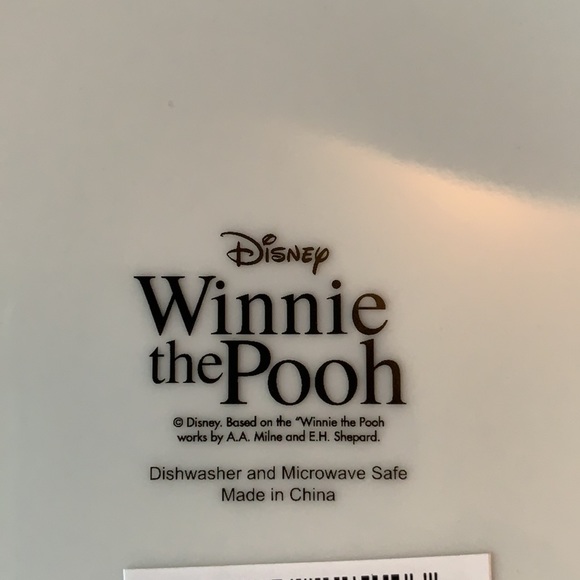 Disney
Winnie
the Pooh
© Disney. Based on the "Winnie the Pooh
works by A.A. Milne and E.H. Shepard.
Dishwasher and Microwave Safe
Made in China